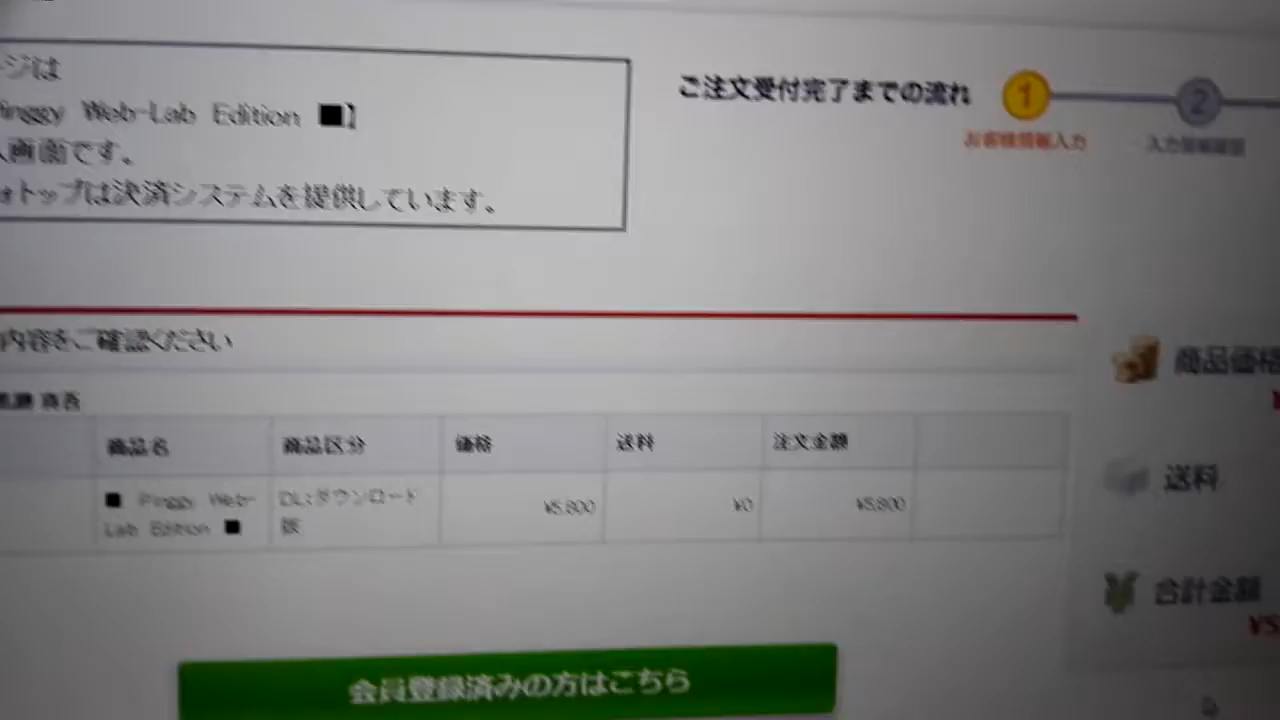 ジは
inggy Web-Lab Edition ■】
入画面です。
ォトップは決済システムを提供しています。
ご注文受付完了までの流れ
1
2
お客様情報入力
入力情報確認
内容をご確認ください
商品名
商品区分
価格
送料
注文金額
■ Pinggy Web-
Lab Edition ■
DL:ダウンロード
版
¥5,800
¥0
¥5,800
商品価格
送料
合計金額
¥5
会員登録済みの方はこちら